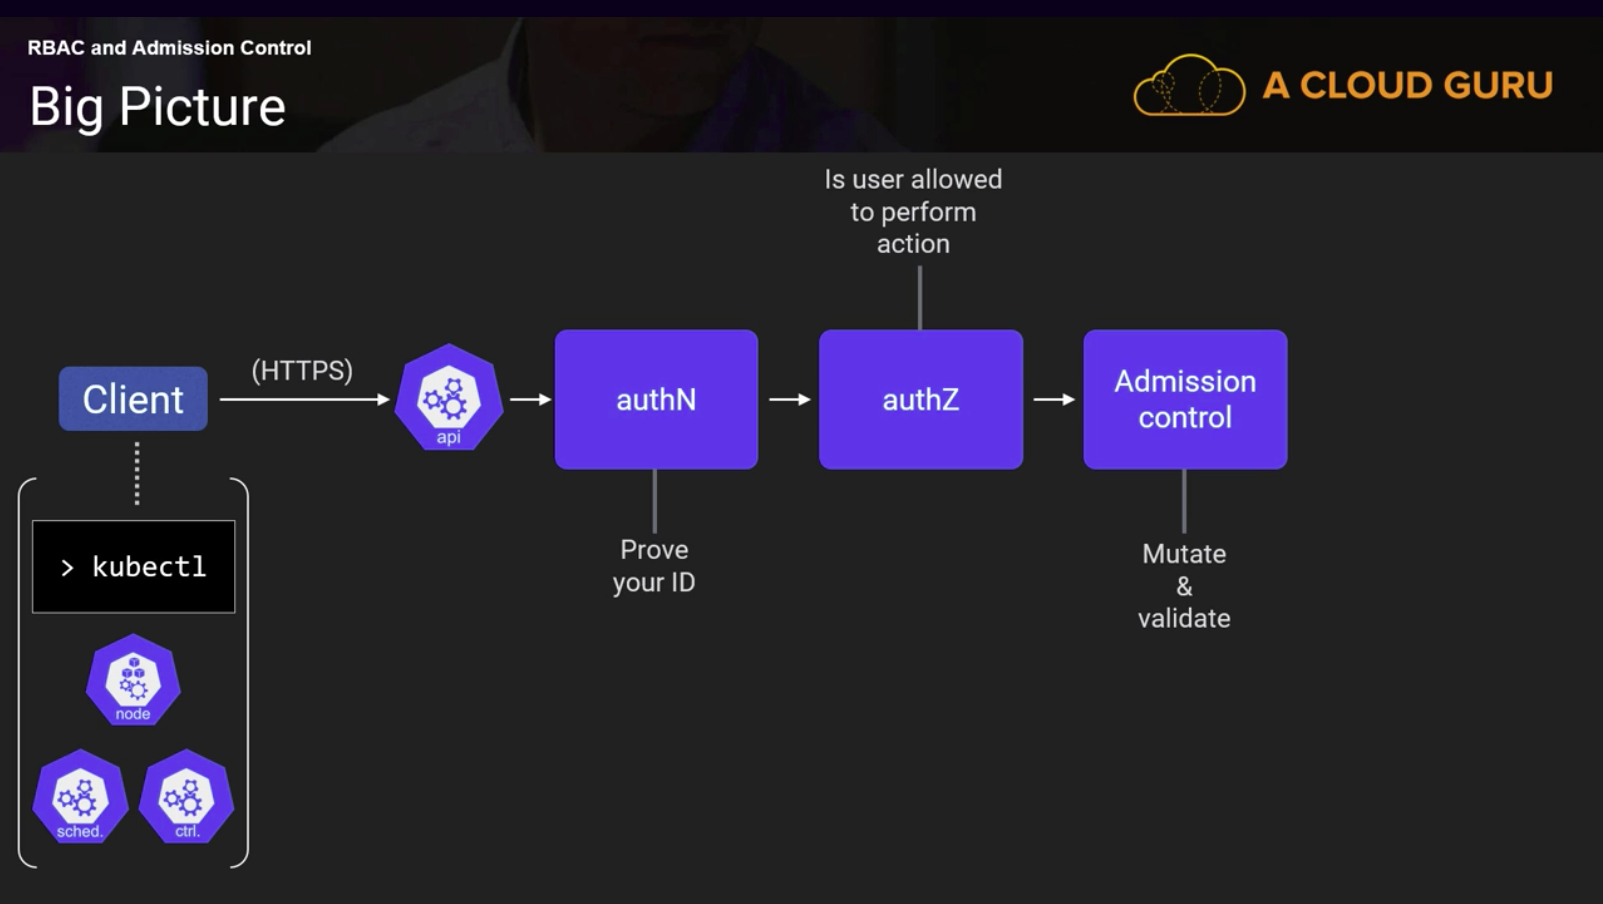 RBAC and Admission Control
Big Picture
A CLOUD GURU
Is user allowed
to perform
action
Client
(HTTPS)
api
authN
authZ
Admission
control
Prove
your ID
Mutate
&
validate
> kubectl
node
sched.
ctrl.